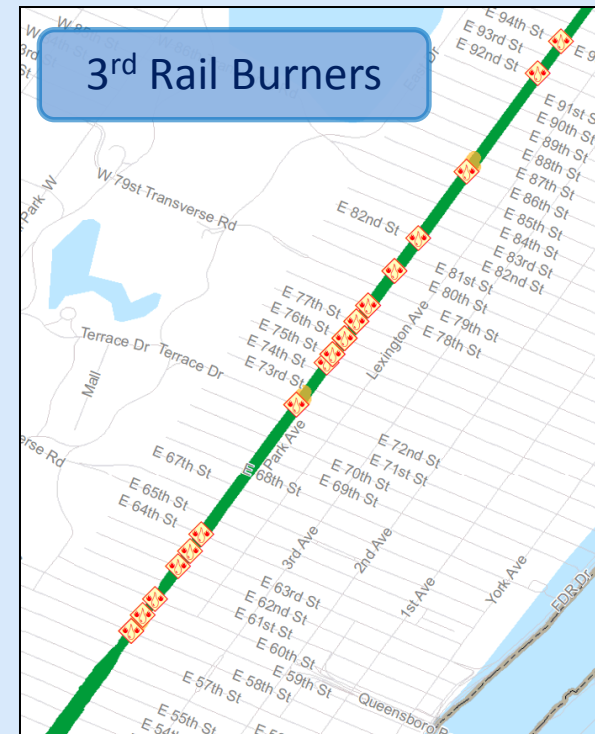 3rd Rail Burners
E 94th St
E 93rd St
E 92nd St
E 91st S
E 90th St
E 89th St
E 88th St
E 87th St
E 86th St
E 85th St
E 84th St
E 83rd St
E 82nd St
W 79st Transverse Rd
E 82nd St
E 81st St
E 80th St
E 79th St
E 78th St
E 77th St
E 76th St
E 75th St
E 74th St
E 73rd St
Lexington Ave
Terrace Dr
Terrace Dr
Mall
Park W
erse Rd
Park Ave
E 72nd St
E 71st St
E 70th St
E 69th St
68th St
E 67th St
E 65th St
E 64th St
3rd Ave
2nd Ave
1st Ave
York Ave
FDR Dr
E 63rd St
E 62nd St
E 61st St
E 60th St
E 59th St
E 58th St
E 57th St
E 55th St
E 54th
Queensboro